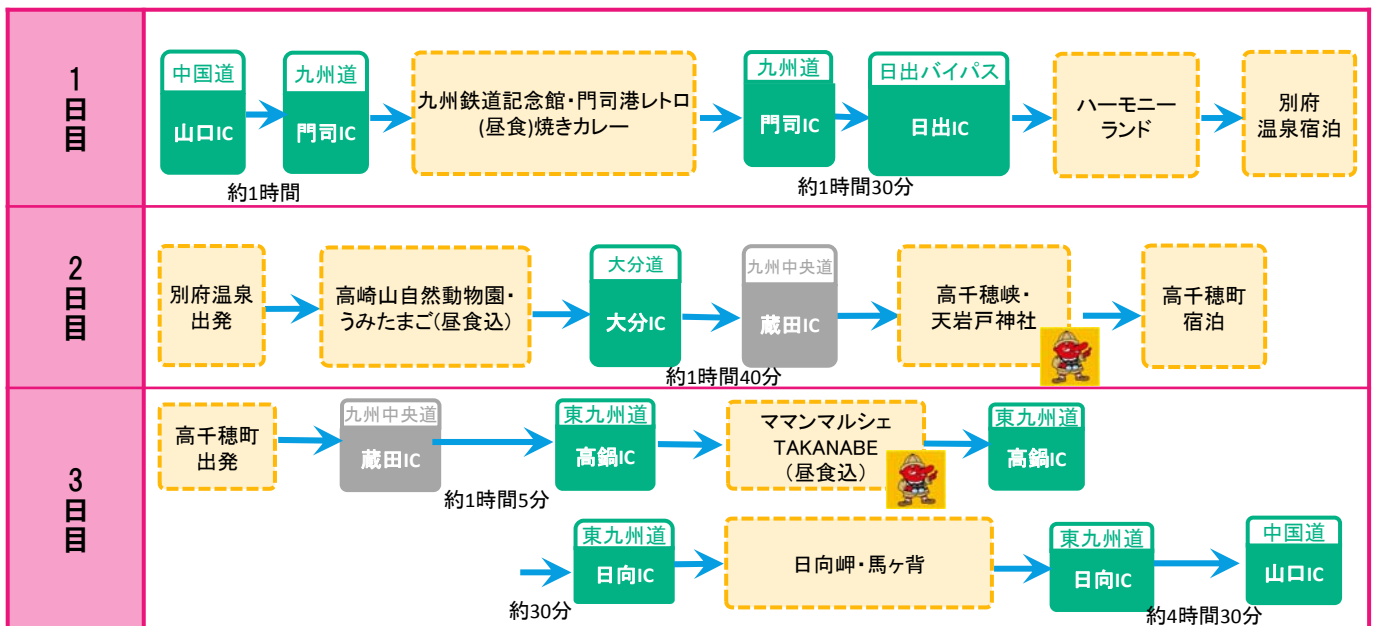 1
日
目
中国道
山口IC
九州道
門司IC
約1時間
九州鉄道記念館・門司港レトロ
(昼食)焼きカレー
九州道
門司IC
日出バイパス
日出IC
約1時間30分
ハーモニー
ランド
別府
温泉宿泊
2
日
目
別府温泉
出発
高崎山自然動物園・
うみたまご(昼食込)
大分道
大分IC
九州中央道
蔵田IC
約1時間40分
高千穂峡・
天岩戸神社
高千穂町
宿泊
3
日
目
高千穂町
出発
九州中央道
蔵田IC
約1時間5分
東九州道
高鍋IC
ママンマルシェ
TAKANABE
(昼食込)
東九州道
高鍋IC
約30分
東九州道
日向IC
日向岬・馬ヶ背
東九州道
日向IC
約4時間30分
中国道
山口IC